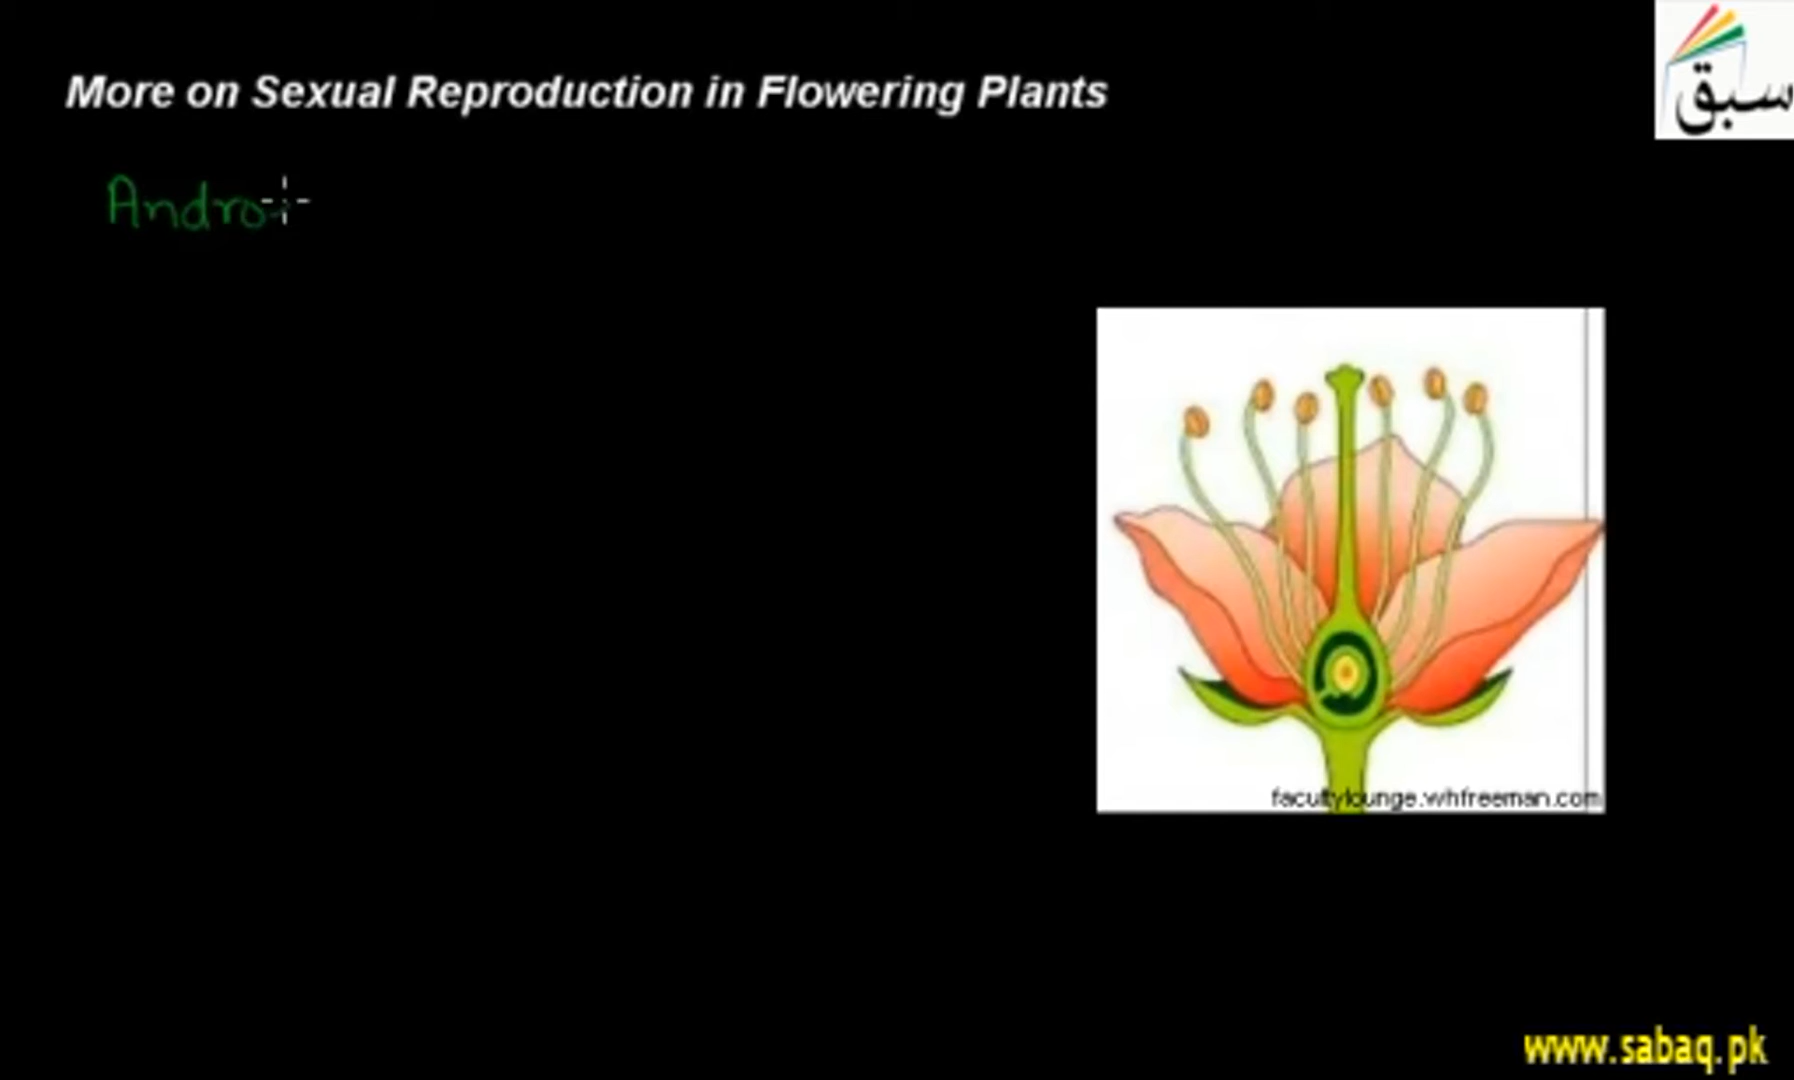 More on Sexual Reproduction in Flowering Plants
سبق
Andro
facultylounge.whfreeman.com
www.sabaq.pk